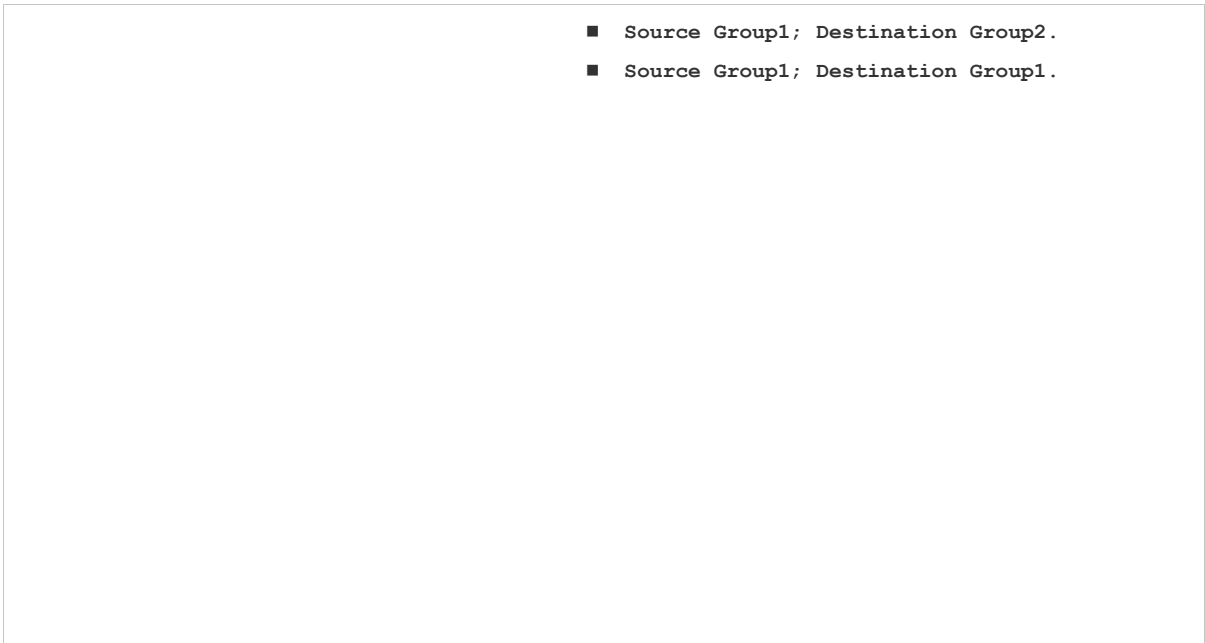 ■ Source Group1; Destination Group2.
■ Source Group1; Destination Group1.